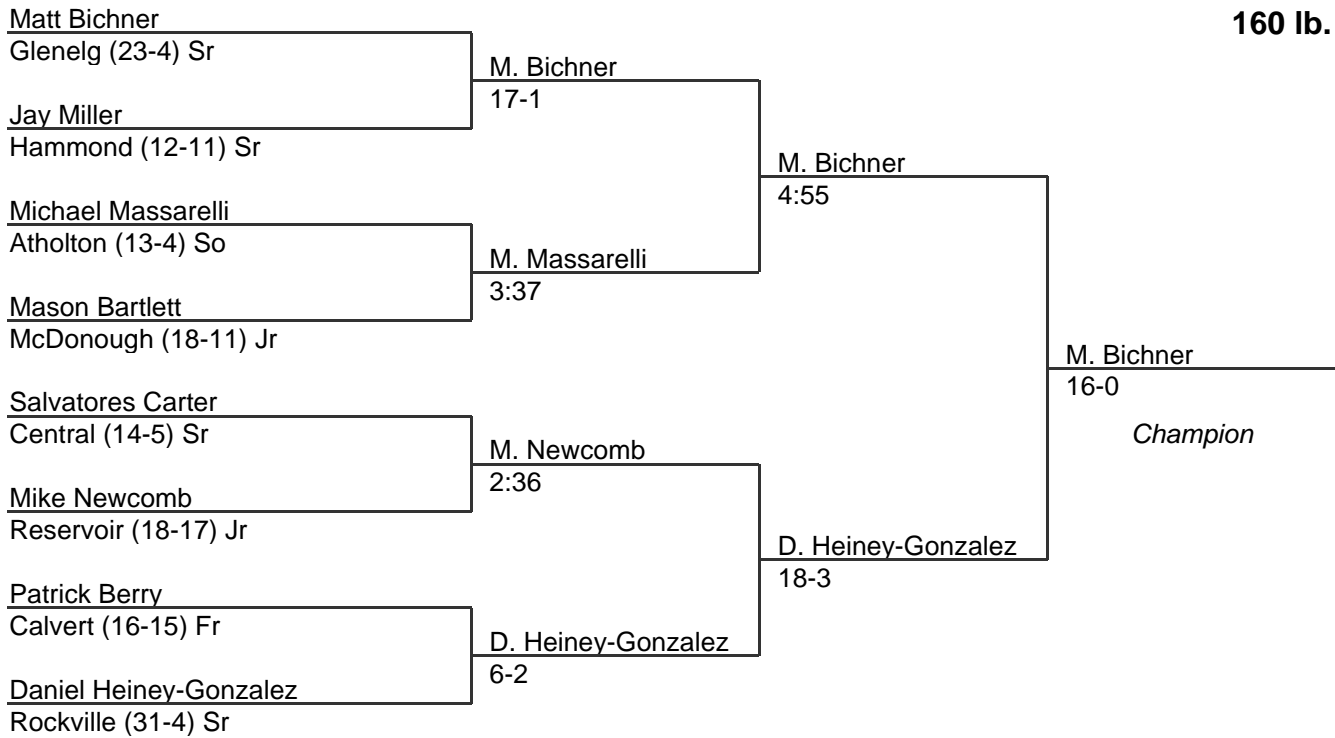 160 lb.
Matt Bichner
Glenelg (23-4) Sr
Jay Miller
Hammond (12-11) Sr
Michael Massarelli
Atholton (13-4) So
Mason Bartlett
McDonough (18-11) Jr
Salvatores Carter
Central (14-5) Sr
Mike Newcomb
Reservoir (18-17) Jr
Patrick Berry
Calvert (16-15) Fr
Daniel Heiney-Gonzalez
Rockville (31-4) Sr
M. Bichner
17-1
M. Massarelli
3:37
M. Newcomb
2:36
D. Heiney-Gonzalez
6-2
M. Bichner
4:55
D. Heiney-Gonzalez
18-3
M. Bichner
16-0
Champion